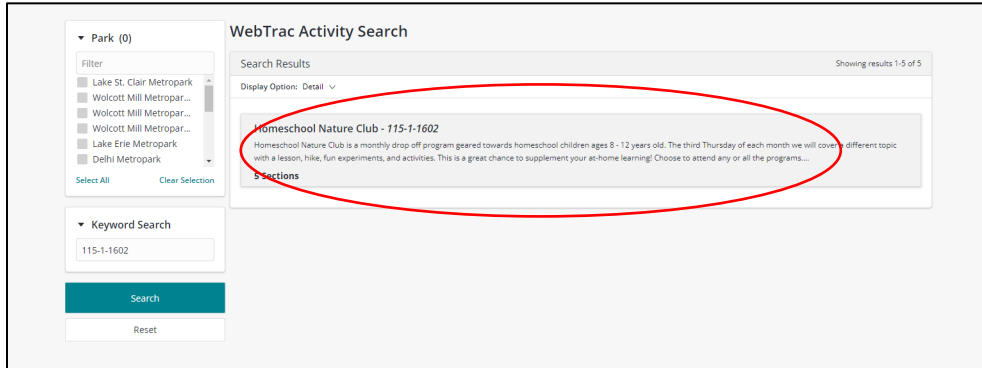 Park (0)
Filter
Lake St. Clair Metropark
Wolcott Mill Metropar...
Wolcott Mill Metropar...
Wolcott Mill Metropar...
Lake Erie Metropark
Delhi Metropark
Select All Clear Selection
Keyword Search
115-1-1602
Search
Reset
WebTrac Activity Search
Search Results Showing results 1-5 of 5
Display Option: Detail
Homeschool Nature Club - 115-1-1602
Homeschool Nature Club is a monthly drop off program geared towards homeschool children ages 8 - 12 years old. The third Thursday of each month we will cover a different topic
with a lesson, hike, fun experiments, and activities. This is a great chance to supplement your at-home learning! Choose to attend any or all the programs....
5 Sections